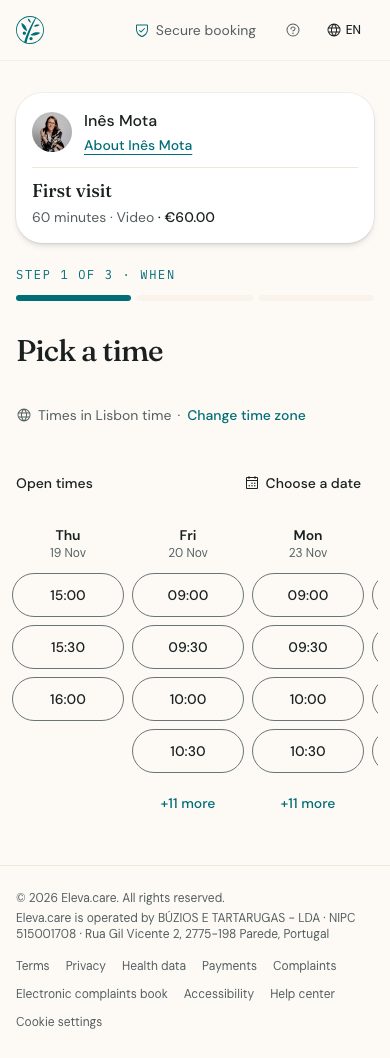 Secure booking
EN
Inês Mota
About Inês Mota
First visit
60 minutes · Video · €60.00
STEP 1 OF 3 · WHEN
Pick a time
Times in Lisbon time · Change time zone
Open times
Choose a date
Thu Fri Mon
19 Nov 20 Nov 23 Nov
15:00 09:00 09:00
15:30 09:30 09:30
16:00 10:00 10:00
10:30 10:30
+11 more +11 more
© 2026 Eleva.care. All rights reserved.
Eleva.care is operated by BÚZIOS E TARTARUGAS – LDA · NIPC
515001708 · Rua Gil Vicente 2, 2775-198 Parede, Portugal
Terms Privacy Health data Payments Complaints
Electronic complaints book Accessibility Help center
Cookie settings